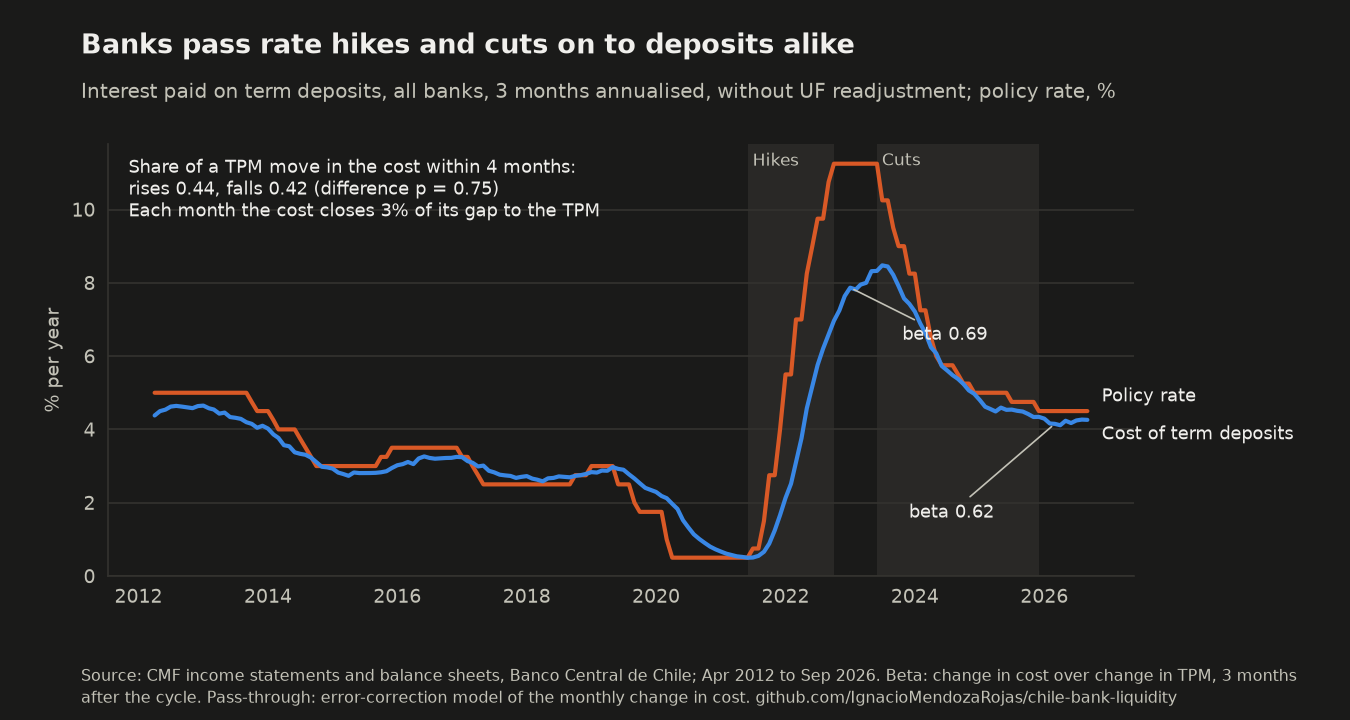 Banks pass rate hikes and cuts on to deposits alike
Interest paid on term deposits, all banks, 3 months annualised, without UF readjustment; policy rate, %
Share of a TPM move in the cost within 4 months:
rises 0.44, falls 0.42 (difference p = 0.75)
Each month the cost closes 3% of its gap to the TPM
Hikes
Cuts
10
8
6
4
2
0
% per year
beta 0.69
Policy rate
Cost of term deposits
beta 0.62
2012 2014 2016 2018 2020 2022 2024 2026
Source: CMF income statements and balance sheets, Banco Central de Chile; Apr 2012 to Sep 2026. Beta: change in cost over change in TPM, 3 months
after the cycle. Pass-through: error-correction model of the monthly change in cost. github.com/IgnacioMendozaRojas/chile-bank-liquidity